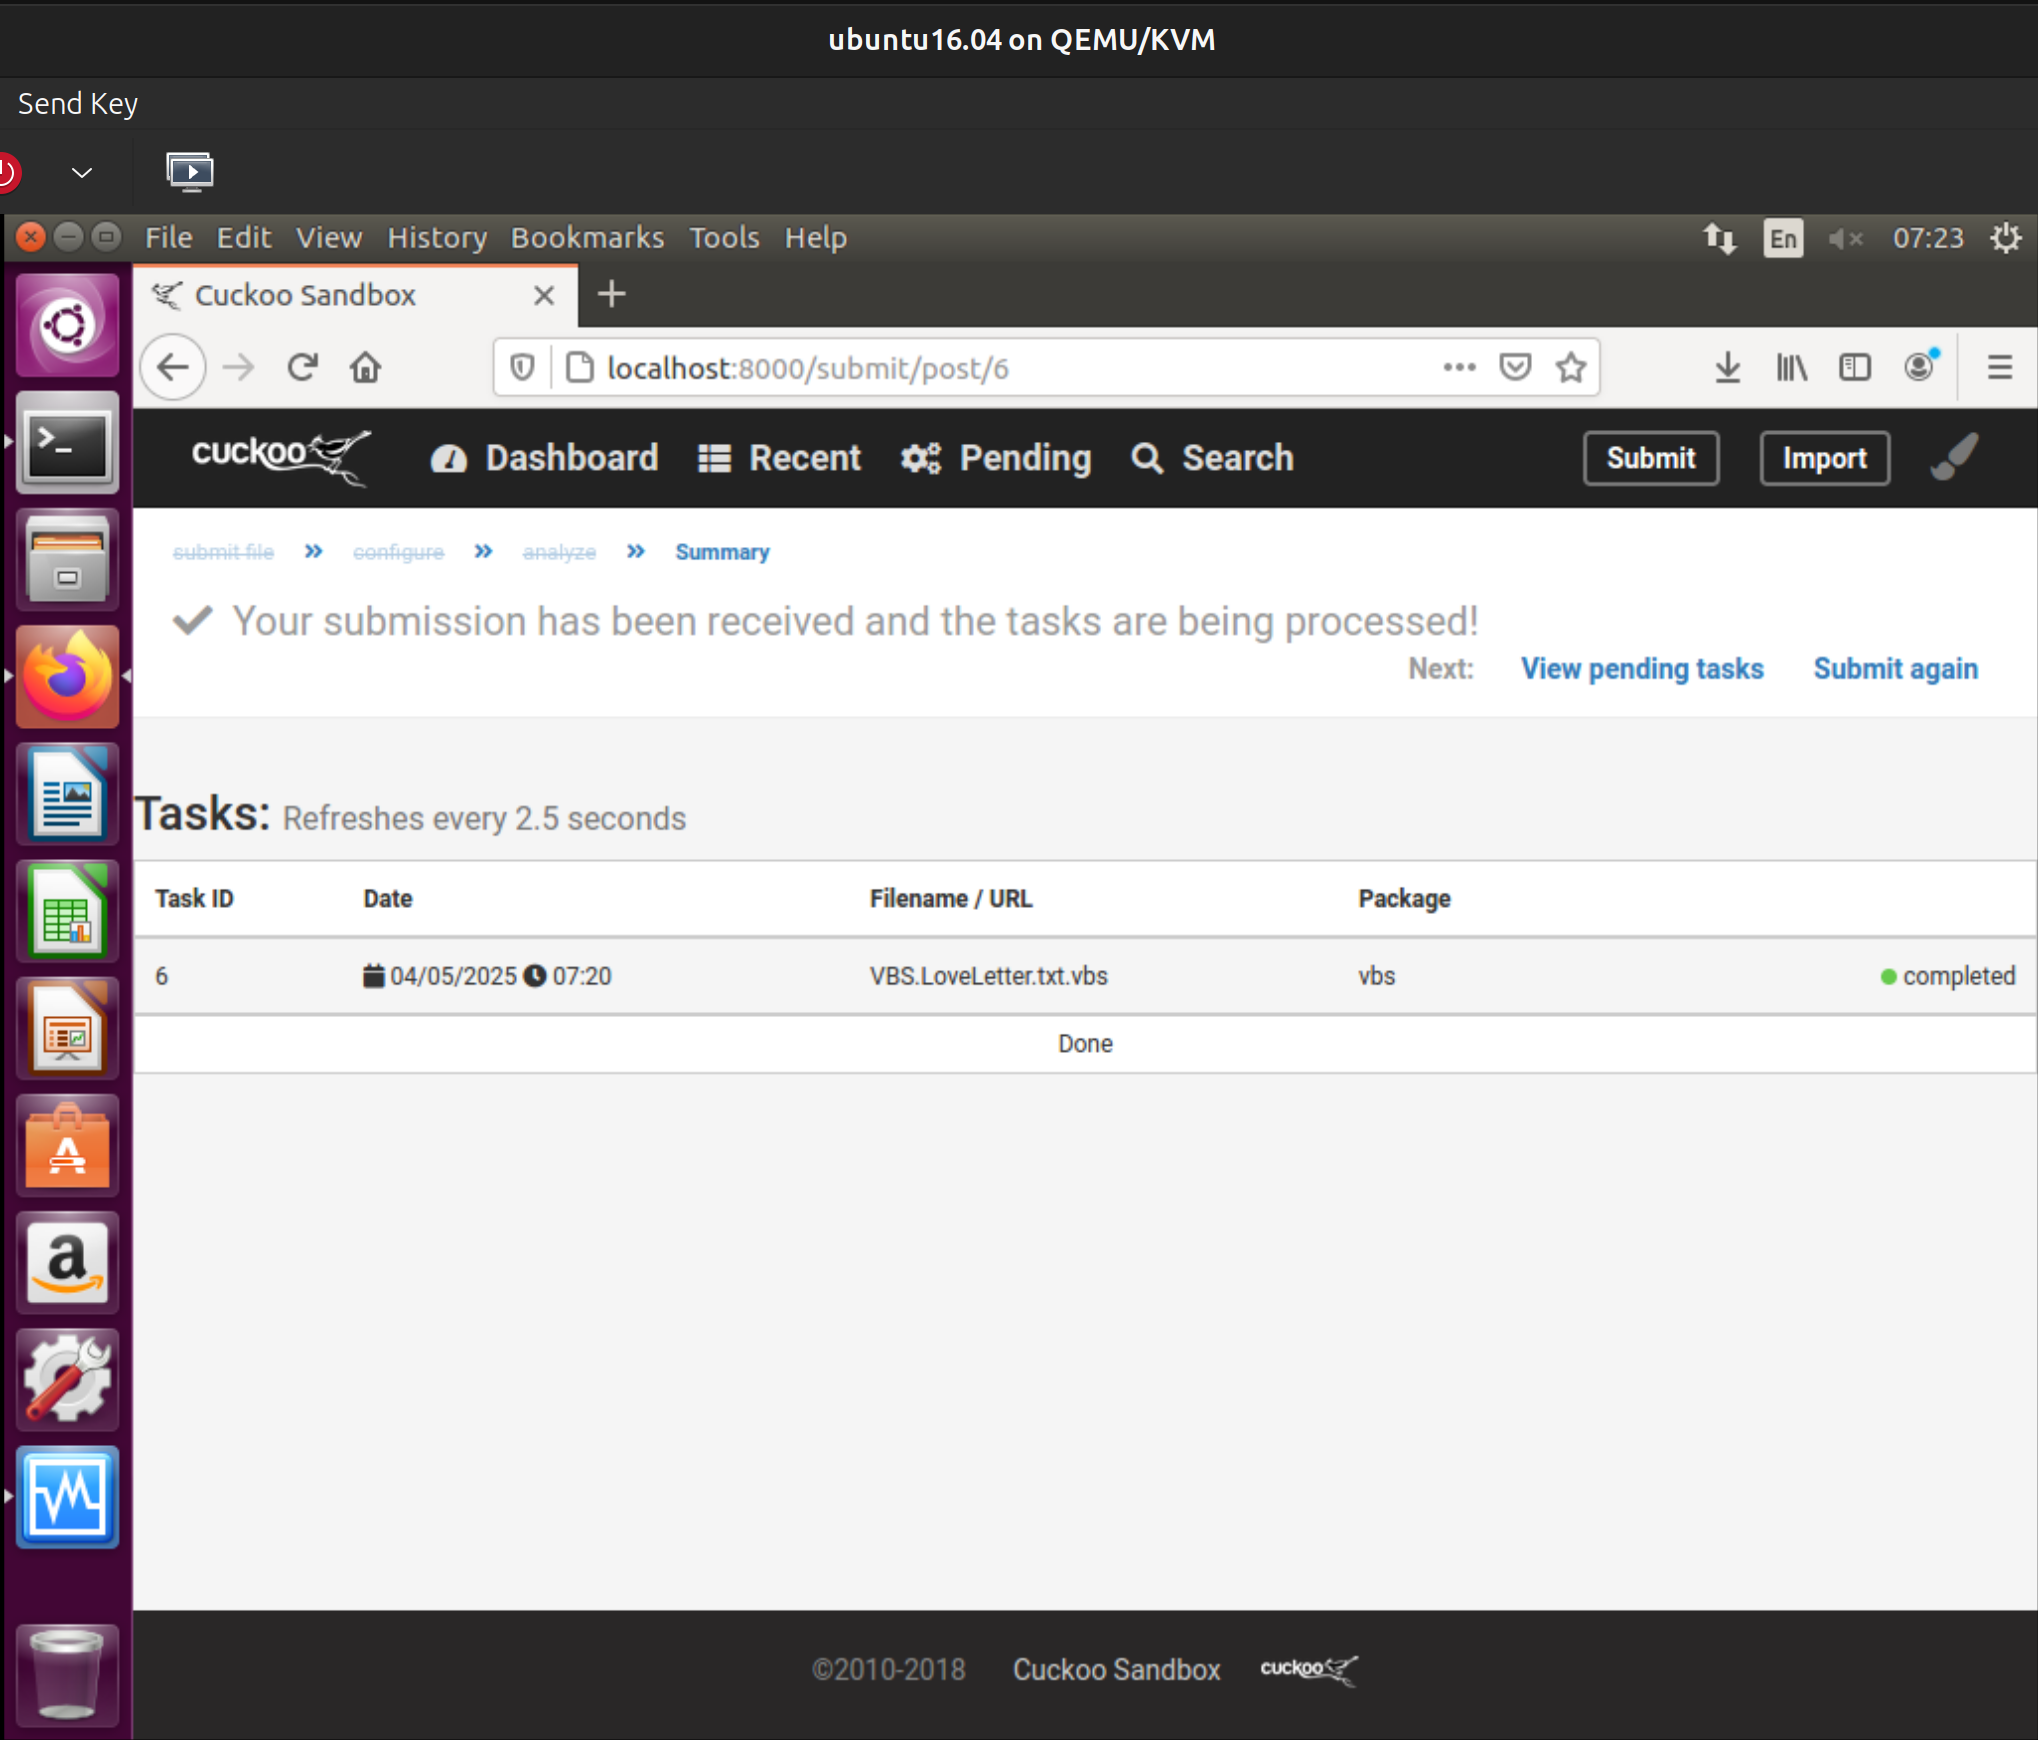 ubuntu16.04 on QEMU/KVM
Send Key
File Edit View History Bookmarks Tools Help En 07:23
Cuckoo Sandbox
localhost:8000/submit/post/6
cuckoo Dashboard Recent Pending Search Submit Import
submit file » configure » analyze » Summary
Your submission has been received and the tasks are being processed!
Next: View pending tasks Submit again
Tasks: Refreshes every 2.5 seconds
Task ID Date Filename / URL Package
6 04/05/2025 07:20 VBS.LoveLetter.txt.vbs vbs completed
Done
©2010-2018 Cuckoo Sandbox cuckoo